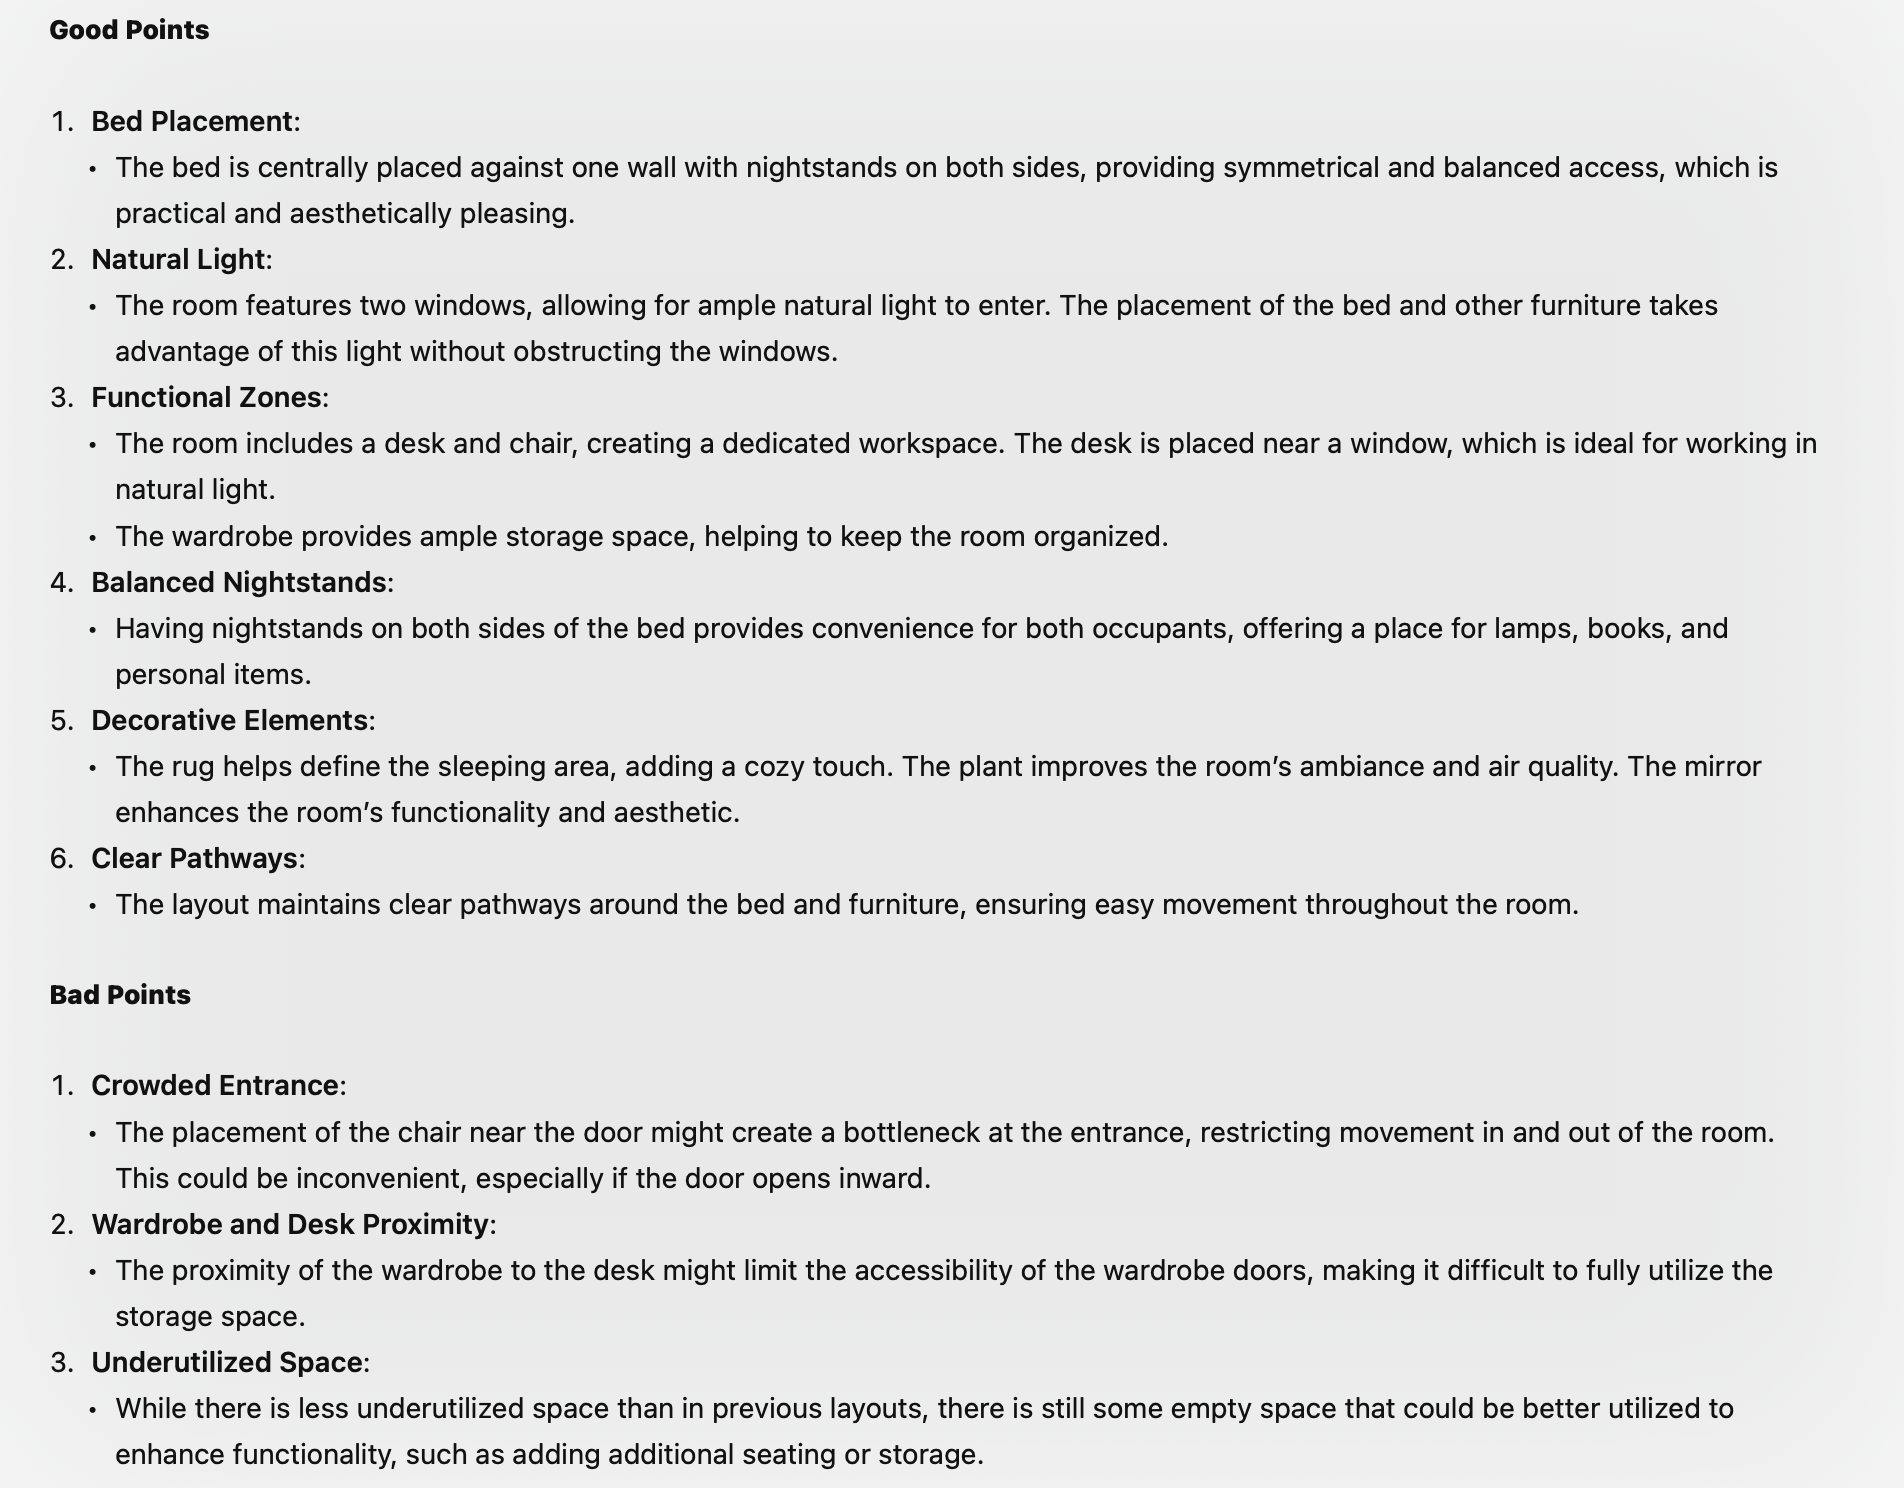 Good Points
1. Bed Placement:
• The bed is centrally placed against one wall with nightstands on both sides, providing symmetrical and balanced access, which is
practical and aesthetically pleasing.
2. Natural Light:
• The room features two windows, allowing for ample natural light to enter. The placement of the bed and other furniture takes
advantage of this light without obstructing the windows.
3. Functional Zones:
• The room includes a desk and chair, creating a dedicated workspace. The desk is placed near a window, which is ideal for working in
natural light.
• The wardrobe provides ample storage space, helping to keep the room organized.
4. Balanced Nightstands:
• Having nightstands on both sides of the bed provides convenience for both occupants, offering a place for lamps, books, and
personal items.
5. Decorative Elements:
• The rug helps define the sleeping area, adding a cozy touch. The plant improves the room’s ambiance and air quality. The mirror
enhances the room’s functionality and aesthetic.
6. Clear Pathways:
• The layout maintains clear pathways around the bed and furniture, ensuring easy movement throughout the room.
Bad Points
1. Crowded Entrance:
• The placement of the chair near the door might create a bottleneck at the entrance, restricting movement in and out of the room.
This could be inconvenient, especially if the door opens inward.
2. Wardrobe and Desk Proximity:
• The proximity of the wardrobe to the desk might limit the accessibility of the wardrobe doors, making it difficult to fully utilize the
storage space.
3. Underutilized Space:
• While there is less underutilized space than in previous layouts, there is still some empty space that could be better utilized to
enhance functionality, such as adding additional seating or storage.